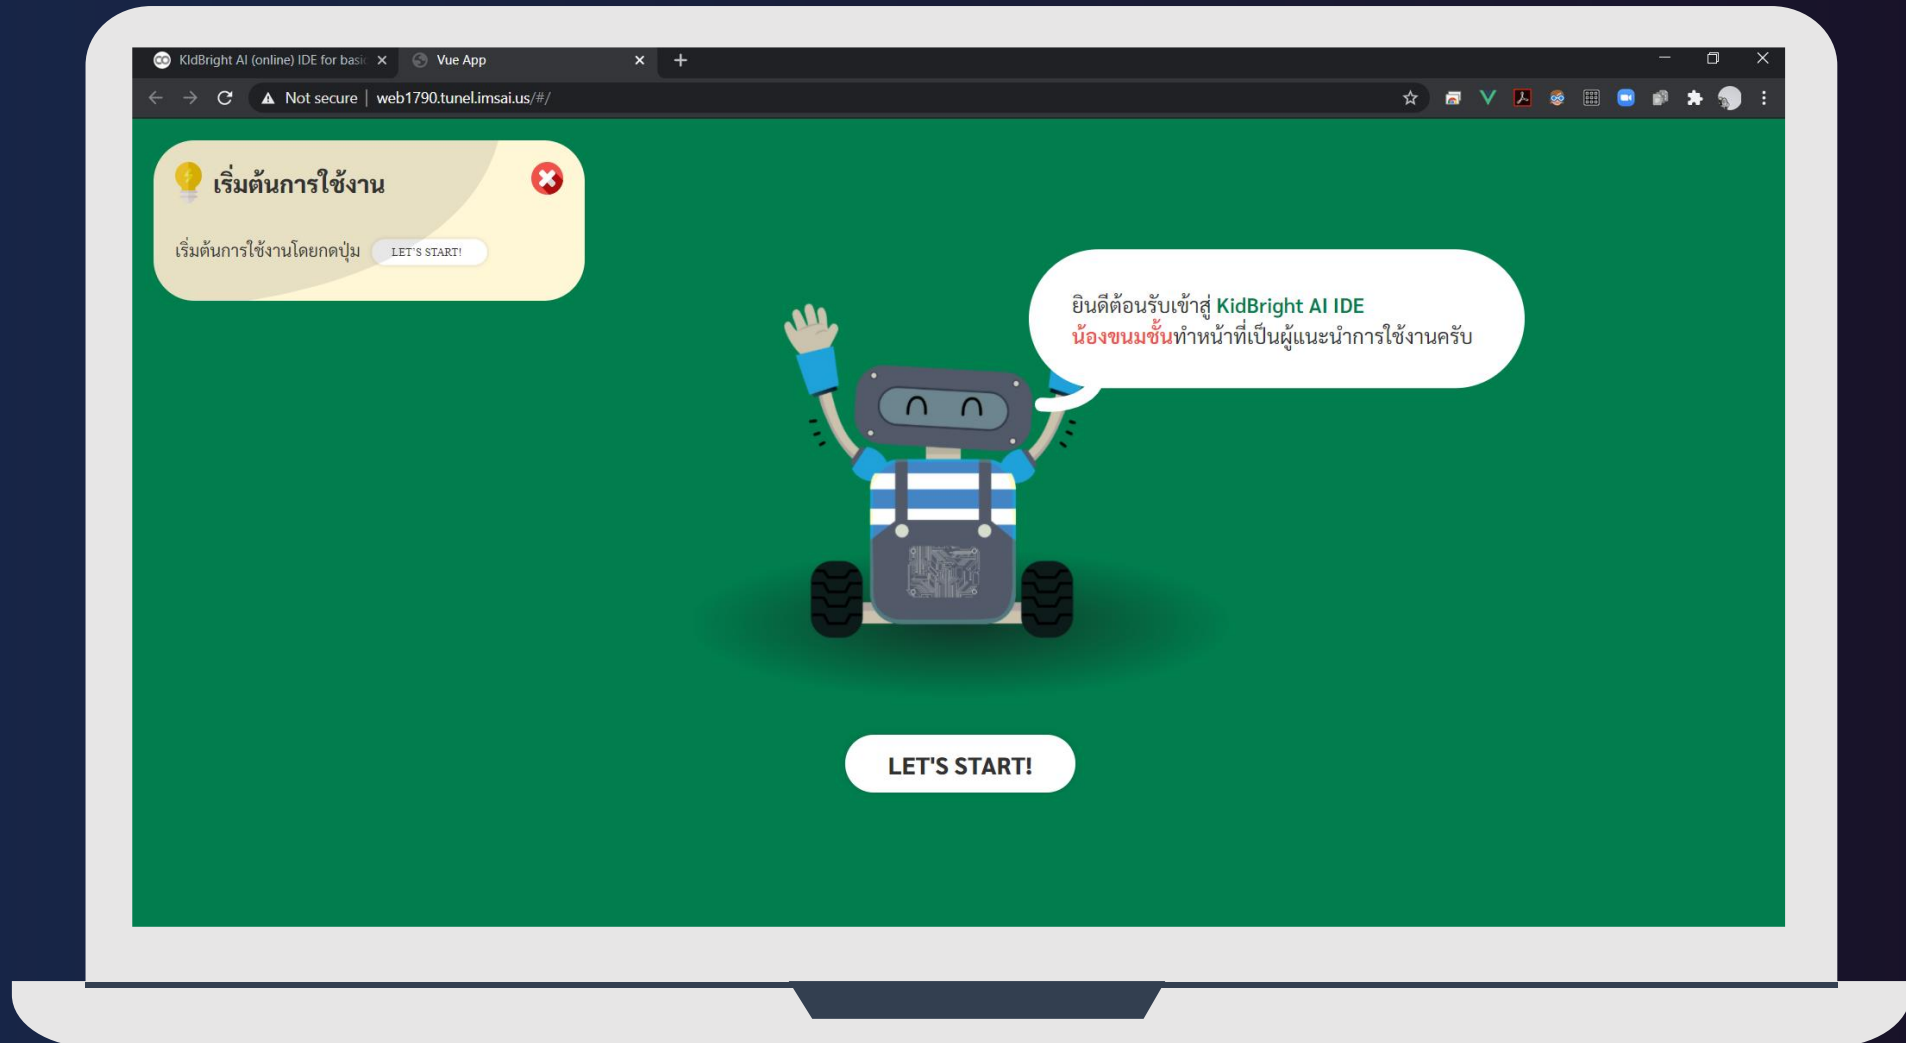 KIdBright AI (online) IDE for basic
Vue App
Not secure | web1790.tunel.imsai.us/#/
เริ่มต้นการใช้งาน
เริ่มต้นการใช้งานโดยกดปุ่ม LET'S START!
ยินดีต้อนรับเข้าสู่ KidBright AI IDE
น้องขนมชั้นทำหน้าที่เป็นผู้แนะนำการใช้งานครับ
LET'S START!